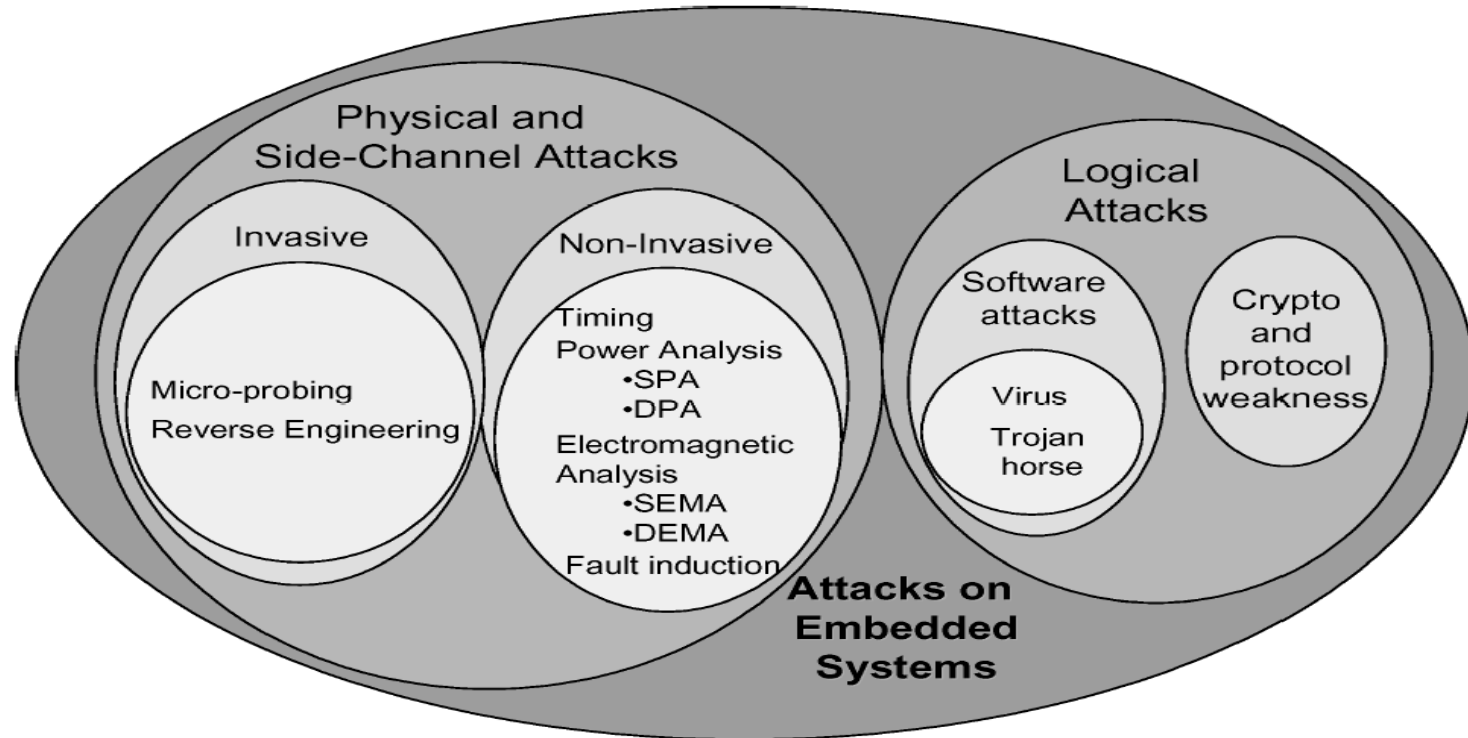 Physical and
Side-Channel Attacks
Invasive
Micro-probing
Reverse Engineering
Non-Invasive
Timing
Power Analysis
•SPA
•DPA
Electromagnetic
Analysis
•SEMA
•DEMA
Fault induction
Logical
Attacks
Software
attacks
Virus
Trojan
horse
Crypto
and
protocol
weakness
Attacks on
Embedded
Systems